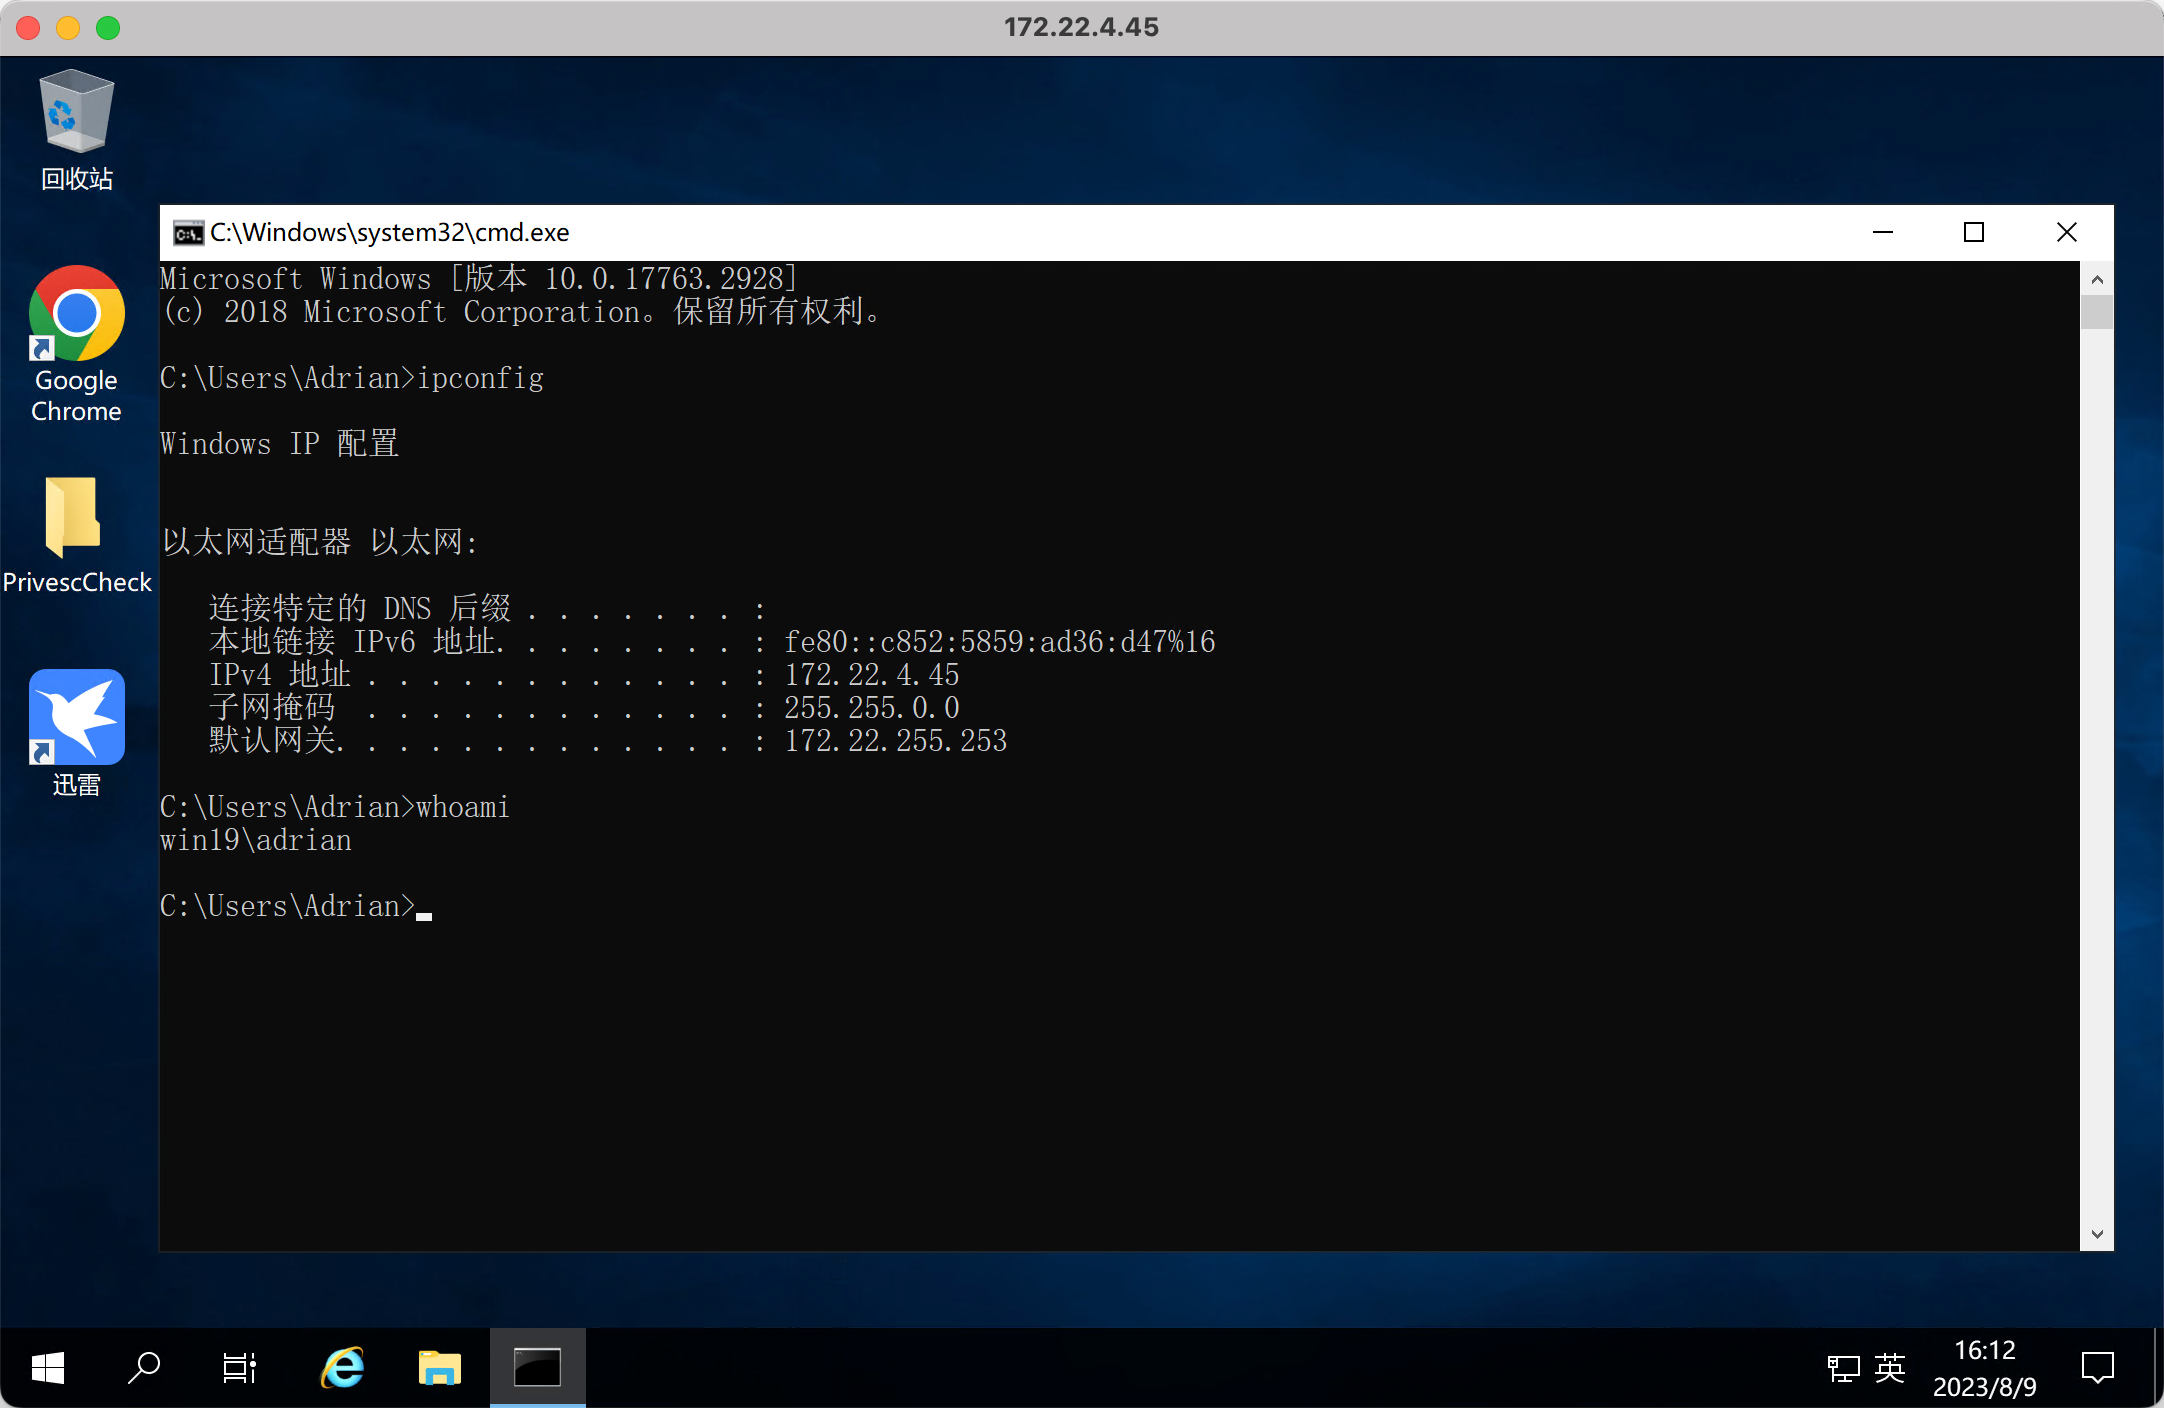 172.22.4.45
回收站
Google
Chrome
PrivescCheck
迅雷
C:\Windows\system32\cmd.exe
Microsoft Windows [版本 10.0.17763.2928]
(c) 2018 Microsoft Corporation。保留所有权利。
C:\Users\Adrian>ipconfig
Windows IP 配置
以太网适配器 以太网:
连接特定的 DNS 后缀 . . . . . . . :
本地链接 IPv6 地址. . . . . . . . : fe80::c852:5859:ad36:d47%16
IPv4 地址 . . . . . . . . . . . . : 172.22.4.45
子网掩码  . . . . . . . . . . . . : 255.255.0.0
默认网关. . . . . . . . . . . . . : 172.22.255.253
C:\Users\Adrian>whoami
win19\adrian
C:\Users\Adrian>
英
16:12
2023/8/9